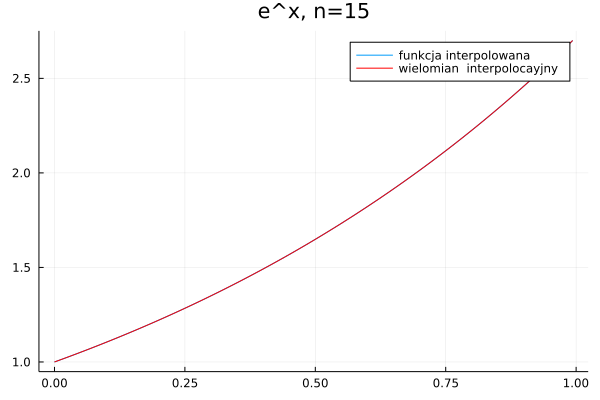 e^x, n=15
funkcja interpolowana
wielomian interpolocayjny
2.5
2.0
1.5
1.0
0.00 0.25 0.50 0.75 1.00